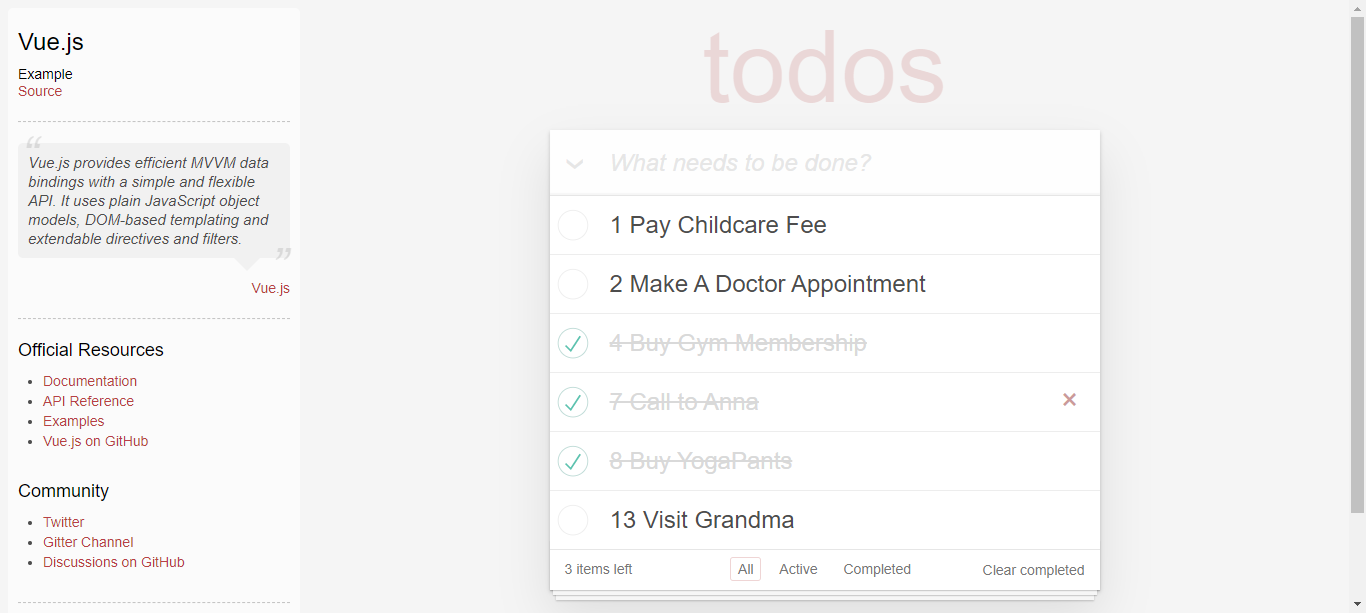 Vue.js
Example
Source
“
Vue.js provides efficient MVVM data
bindings with a simple and flexible
API. It uses plain JavaScript object
models, DOM-based templating and
extendable directives and filters.
”
Vue.js
Official Resources
Documentation
API Reference
Examples
Vue.js on GitHub
Community
Twitter
Gitter Channel
Discussions on GitHub
todos
What needs to be done?
1 Pay Childcare Fee
2 Make A Doctor Appointment
4 Buy Gym Membership
7 Call to Anna
8 Buy YogaPants
13 Visit Grandma
3 items left All Active Completed Clear completed